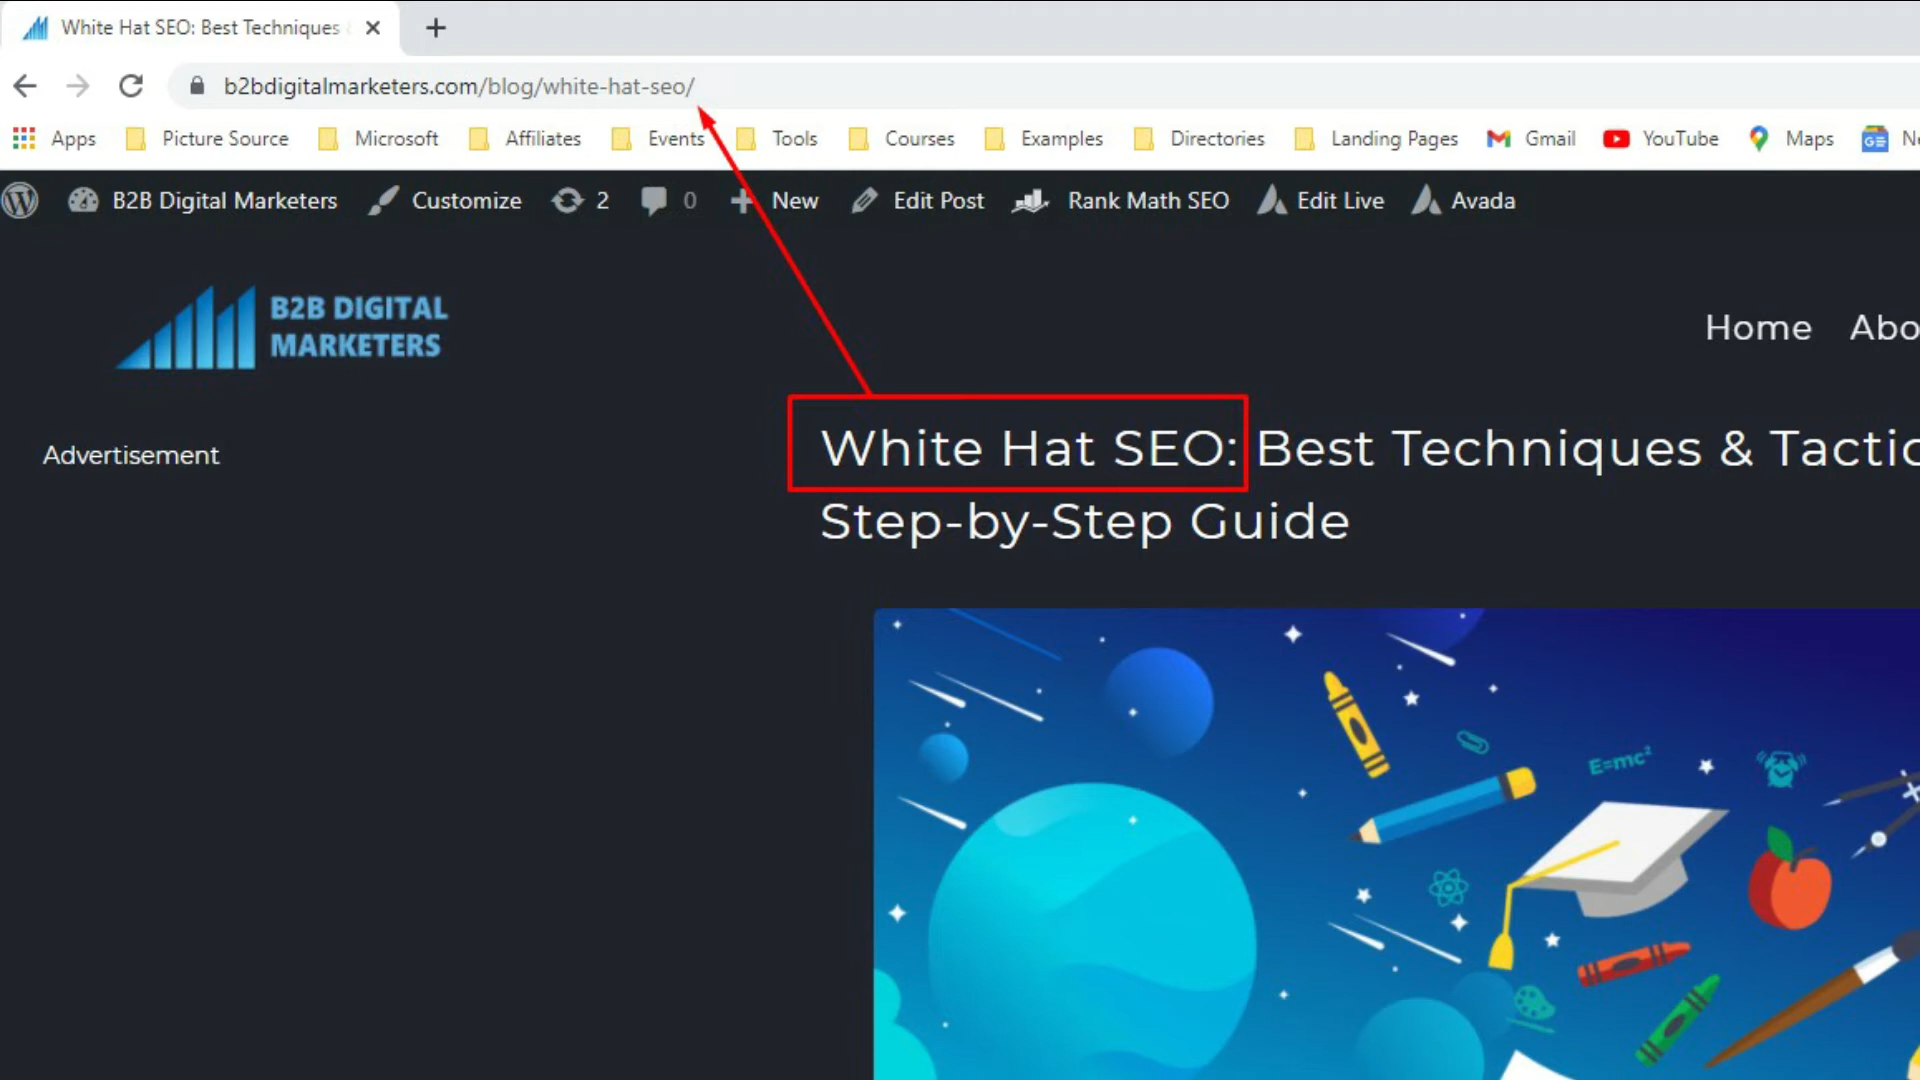 White Hat SEO: Best Techniques
b2bdigitalmarketers.com/blog/white-hat-seo/
Apps Picture Source Microsoft Affiliates Events Tools Courses Examples Directories Landing Pages Gmail YouTube Maps
B2B Digital Marketers Customize 2 0 New Edit Post Rank Math SEO Edit Live Avada
B2B DIGITAL
MARKETERS
Home
Advertisement
White Hat SEO: Best Techniques & Tactic
Step-by-Step Guide
E=mc²